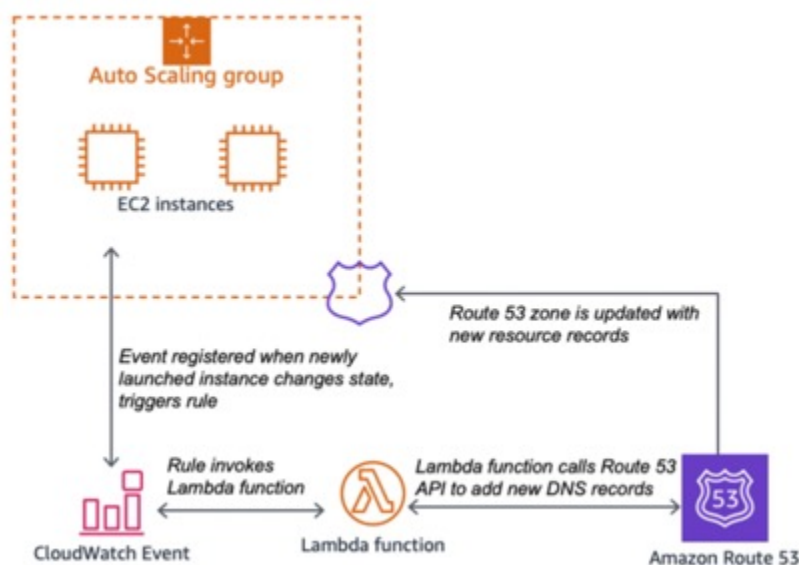 Auto Scaling group
EC2 instances
Route 53 zone is updated with
new resource records
Event registered when newly
launched instance changes state,
triggers rule
Rule invokes
Lambda function
Lambda function calls Route 53
API to add new DNS records
53
CloudWatch Event
Lambda function
Amazon Route 53